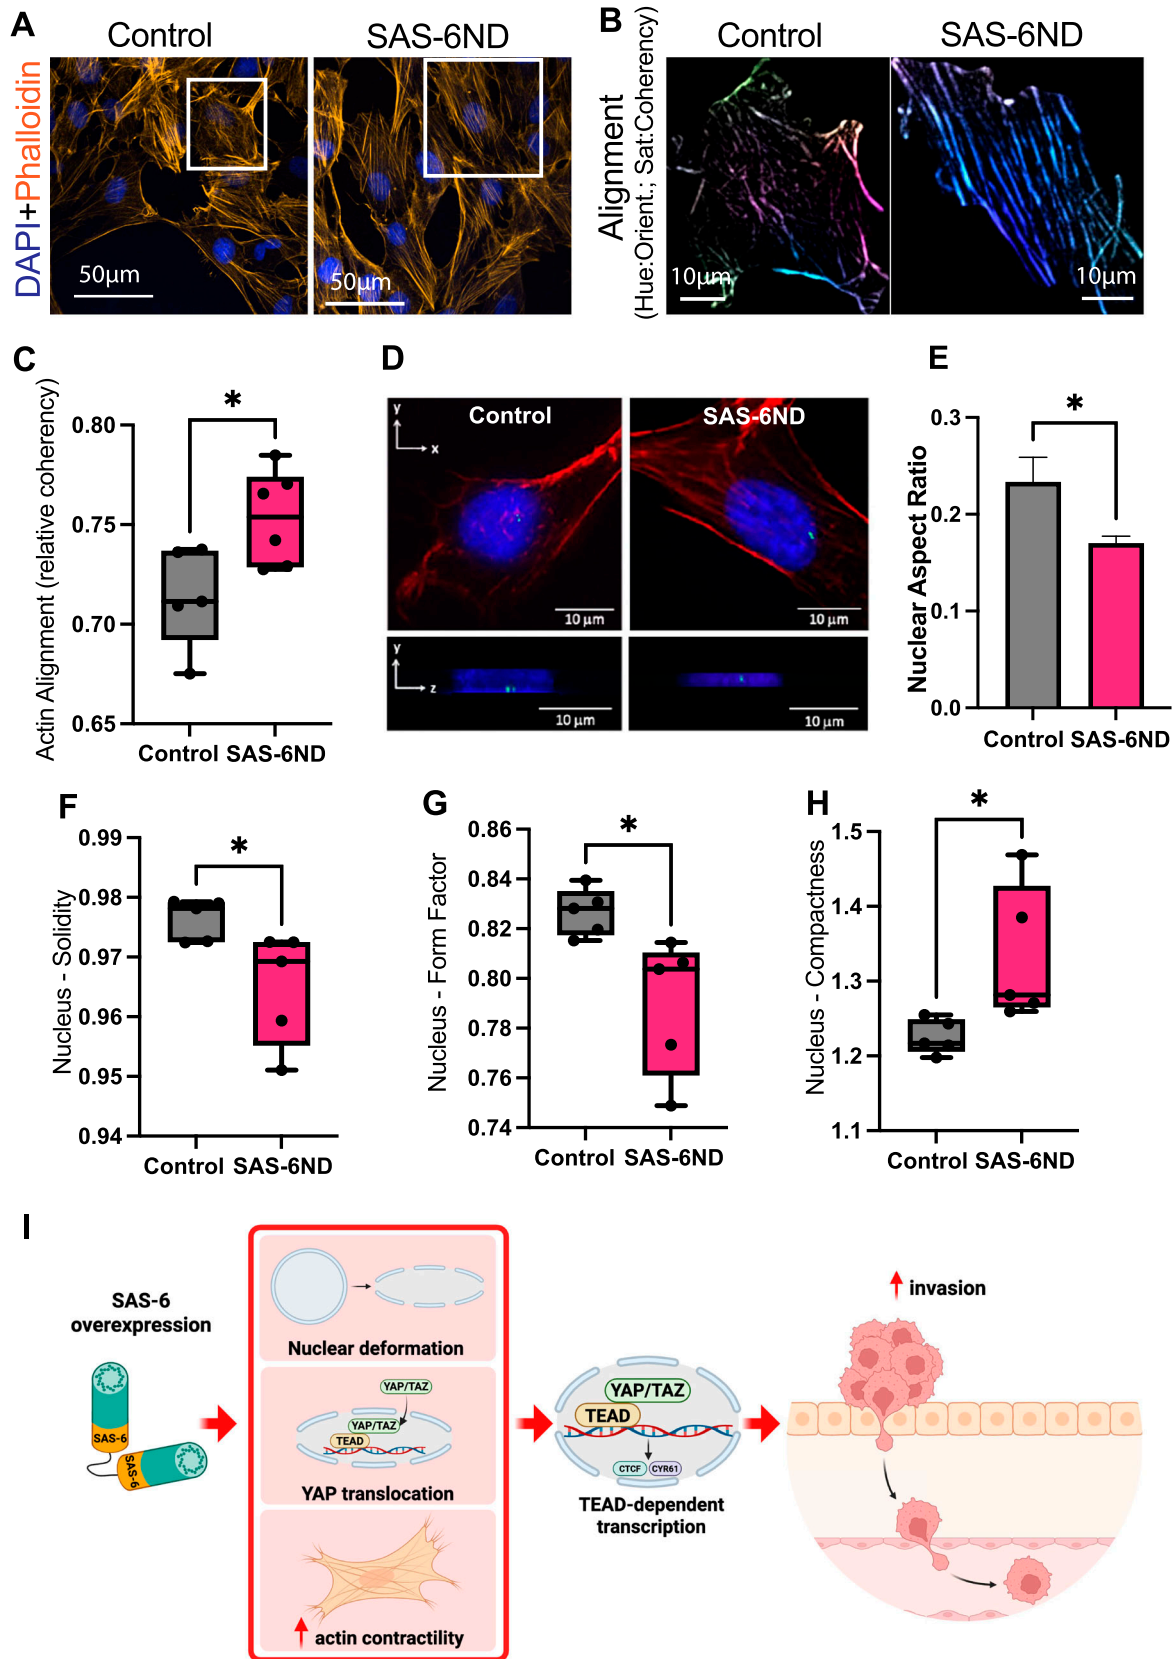 A
Control
SAS-6ND
DAPI+Phalloidin
50µm
50µm
B
Control
SAS-6ND
Alignment
(Hue:Orient.; Sat:Coherency)
10µm
10µm
C
Actin Alignment (relative coherency)
0.80
0.75
0.70
0.65
*
Control
SAS-6ND
D
y
x
Control
10 µm
SAS-6ND
10 µm
y
z
10 µm
10 µm
E
Nuclear Aspect Ratio
0.3
0.2
0.1
0.0
*
Control
SAS-6ND
F
Nucleus - Solidity
0.99
0.98
0.97
0.96
0.95
0.94
*
Control
SAS-6ND
G
Nucleus - Form Factor
0.86
0.84
0.82
0.80
0.78
0.76
0.74
*
Control
SAS-6ND
H
Nucleus - Compactness
1.5
1.4
1.3
1.2
1.1
*
Control
SAS-6ND
I
SAS-6
overexpression
SAS-6
SAS-6
Nuclear deformation
YAP/TAZ
YAP/TAZ
TEAD
YAP translocation
actin contractility
YAP/TAZ
TEAD
CTCF
CYR61
TEAD-dependent
transcription
invasion